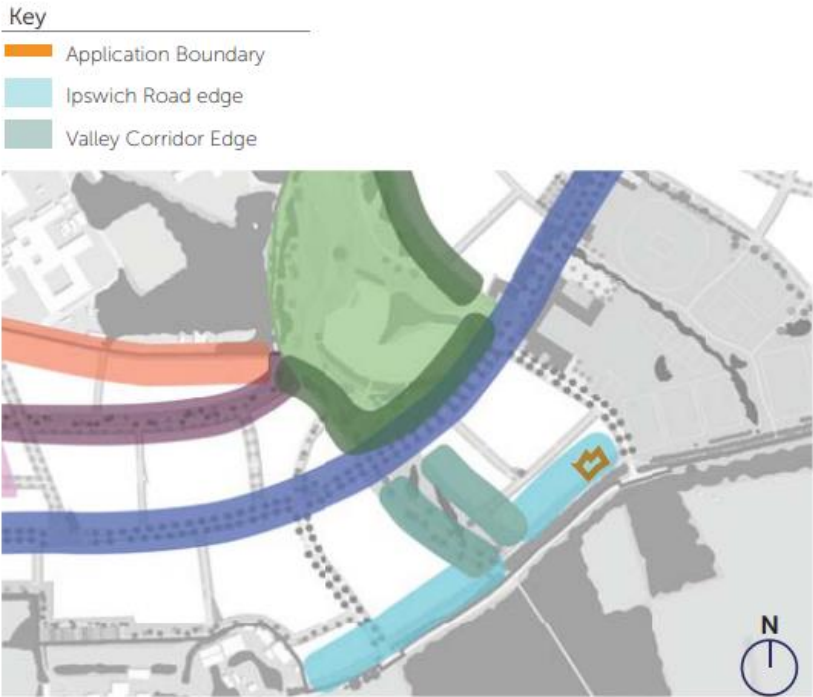 Key
Application Boundary
Ipswich Road edge
Valley Corridor Edge
N